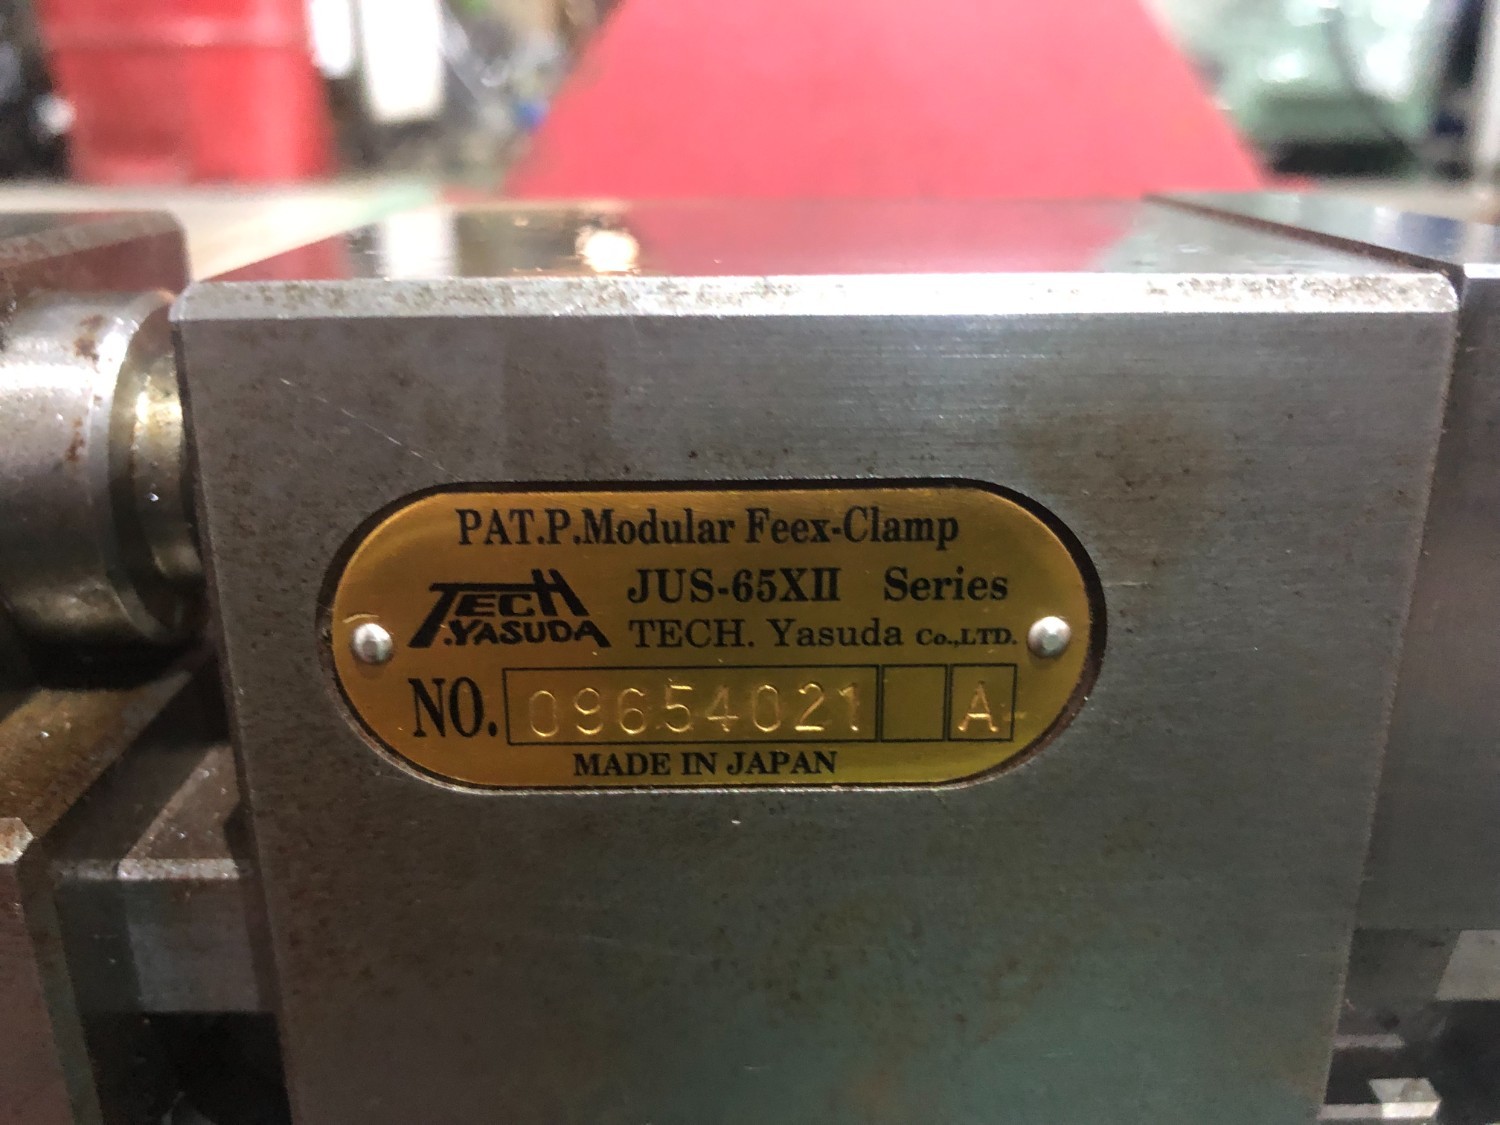 PAT.P.Modular Feex-Clamp
TECH.YASUDA
JUS-65XII Series
TECH. Yasuda Co.,LTD.
NO. 09654021 A
MADE IN JAPAN